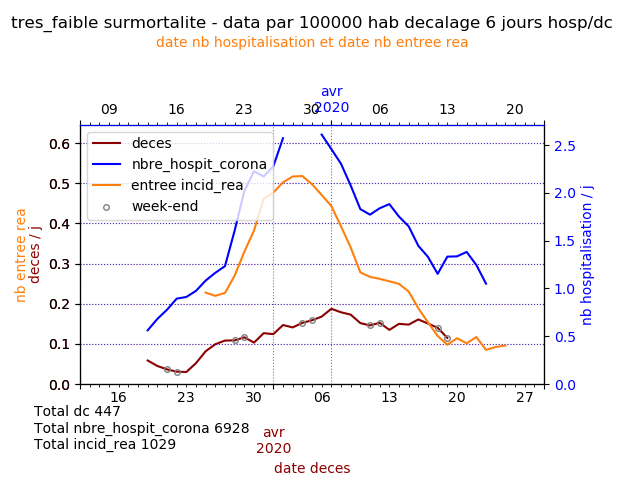 tres_faible surmortalite - data par 100000 hab decalage 6 jours hosp/dc
date nb hospitalisation et date nb entree rea
avr
2020
09 16 23 30 06 13 20
deces
nbre_hospit_corona
entree incid_rea
week-end
0.6
0.5
0.4
0.3
0.2
0.1
0.0
nb entree rea
deces / j
2.5
2.0
1.5
1.0
0.5
0.0
nb hospitalisation / j
16 23 30 06 13 20 27
Total dc 447
Total nbre_hospit_corona 6928
Total incid_rea 1029
avr
2020
date deces